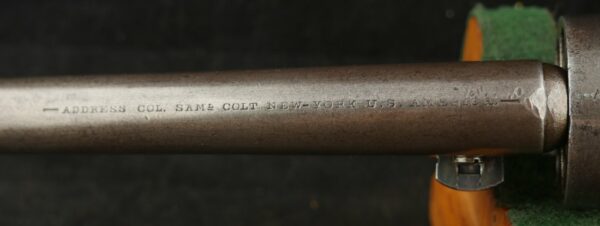 ADDRESS COL. SAML COLT NEW-YORK U.S. AMERICA